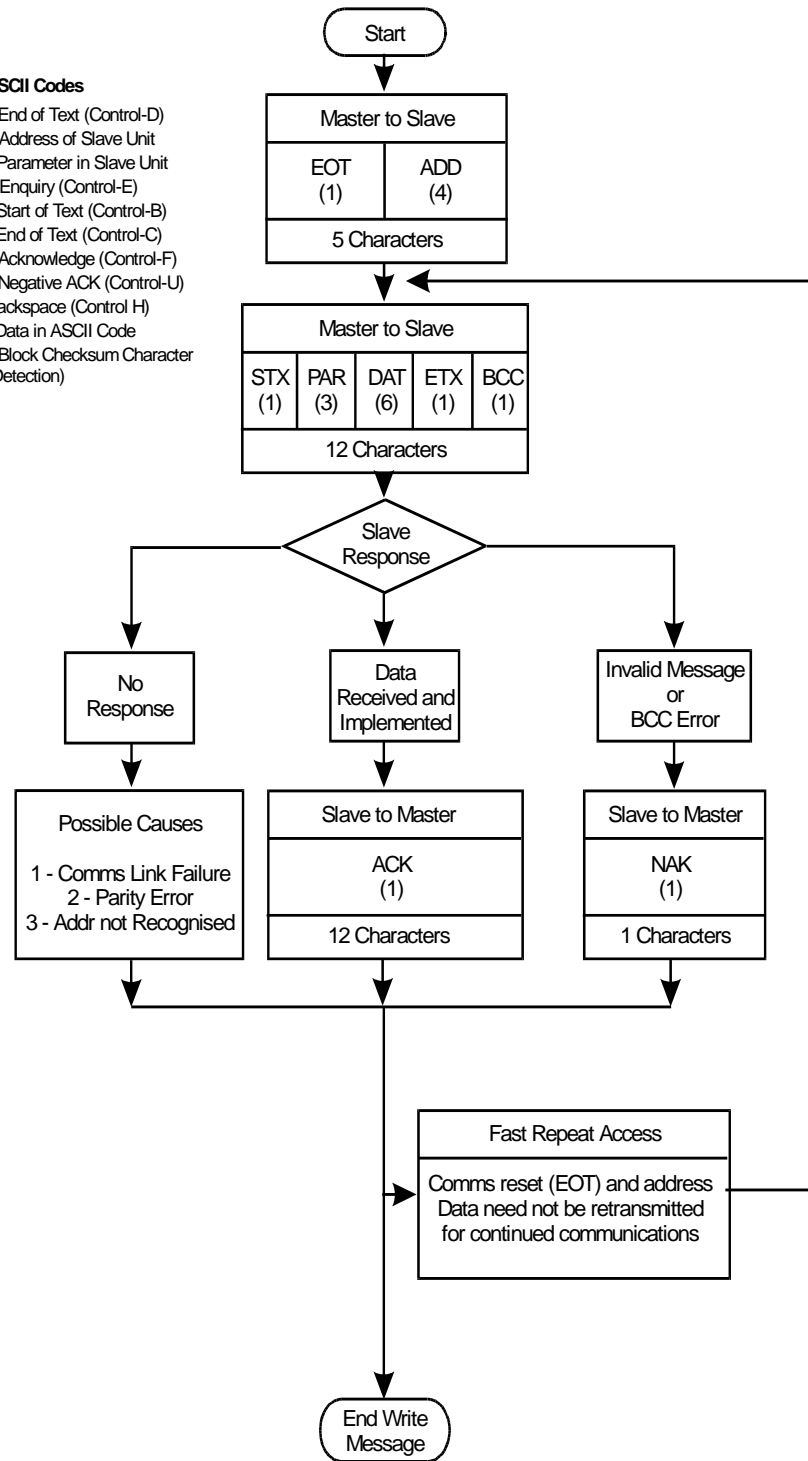 Start
SCII Codes
End of Text (Control-D)
Address of Slave Unit
Parameter in Slave Unit
Enquiry (Control-E)
Start of Text (Control-B)
End of Text (Control-C)
Acknowledge (Control-F)
Negative ACK (Control-U)
ackspace (Control H)
Data in ASCII Code
Block Checksum Character
Detection)
Master to Slave
EOT ADD
(1) (4)
5 Characters
Master to Slave
STX PAR DAT ETX BCC
(1) (3) (6) (1) (1)
12 Characters
Slave
Response
No
Response
Data
Received and
Implemented
Invalid Message
or
BCC Error
Possible Causes
1 - Comms Link Failure
2 - Parity Error
3 - Addr not Recognised
Slave to Master
ACK
(1)
12 Characters
Slave to Master
NAK
(1)
1 Characters
Fast Repeat Access
Comms reset (EOT) and address
Data need not be retransmitted
for continued communications
End Write
Message